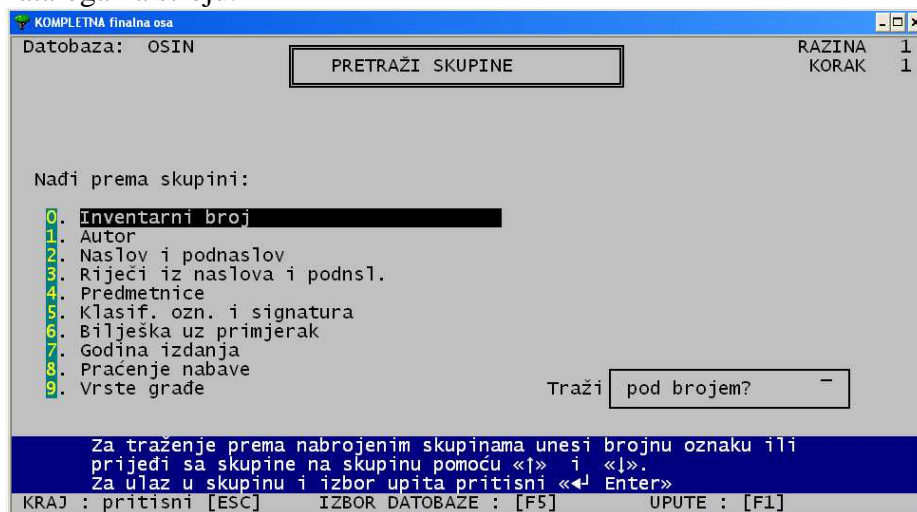 KOMPLETNA finalna osa
Datobaza: OSIN
PRETRAŽI SKUPINE
RAZINA 1
KORAK 1
Nađi prema skupini:
0. Inventarni broj
1. Autor
2. Naslov i podnaslov
3. Riječi iz naslova i podnsl.
4. Predmetnice
5. Klasif. ozn. i signatura
6. Bilješka uz primjerak
7. Godina izdanja
8. Praćenje nabave
9. Vrste građe
Traži pod brojem? _
Za traženje prema nabrojenim skupinama unesi brojnu oznaku ili
prijeđi sa skupine na skupinu pomoću «↑» i «↓».
Za ulaz u skupinu i izbor upita pritisni «◄┘ Enter»
KRAJ : pritisni [ESC] IZBOR DATOBAZE : [F5] UPUTE : [F1]